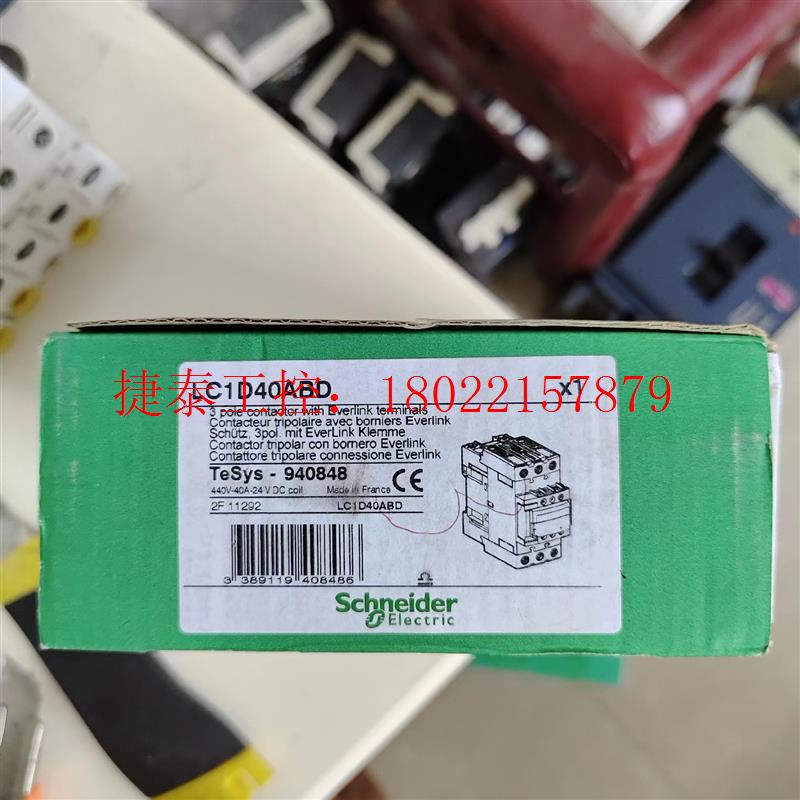 LC1D40ABD x1
捷泰工控：18022157879
3 pole contactor with Everlink terminals
Contacteur tripolaire avec borniers Everlink
Schütz, 3pol. mit EverLink Klemme
Contactor tripolar con bornero Everlink
Contattore tripolare connessione Everlink
TeSys - 940848
440V-40A-24 V DC coil Made in France CE
2F 11292 LC1D40ABD
3 389119 408486
Schneider
Electric